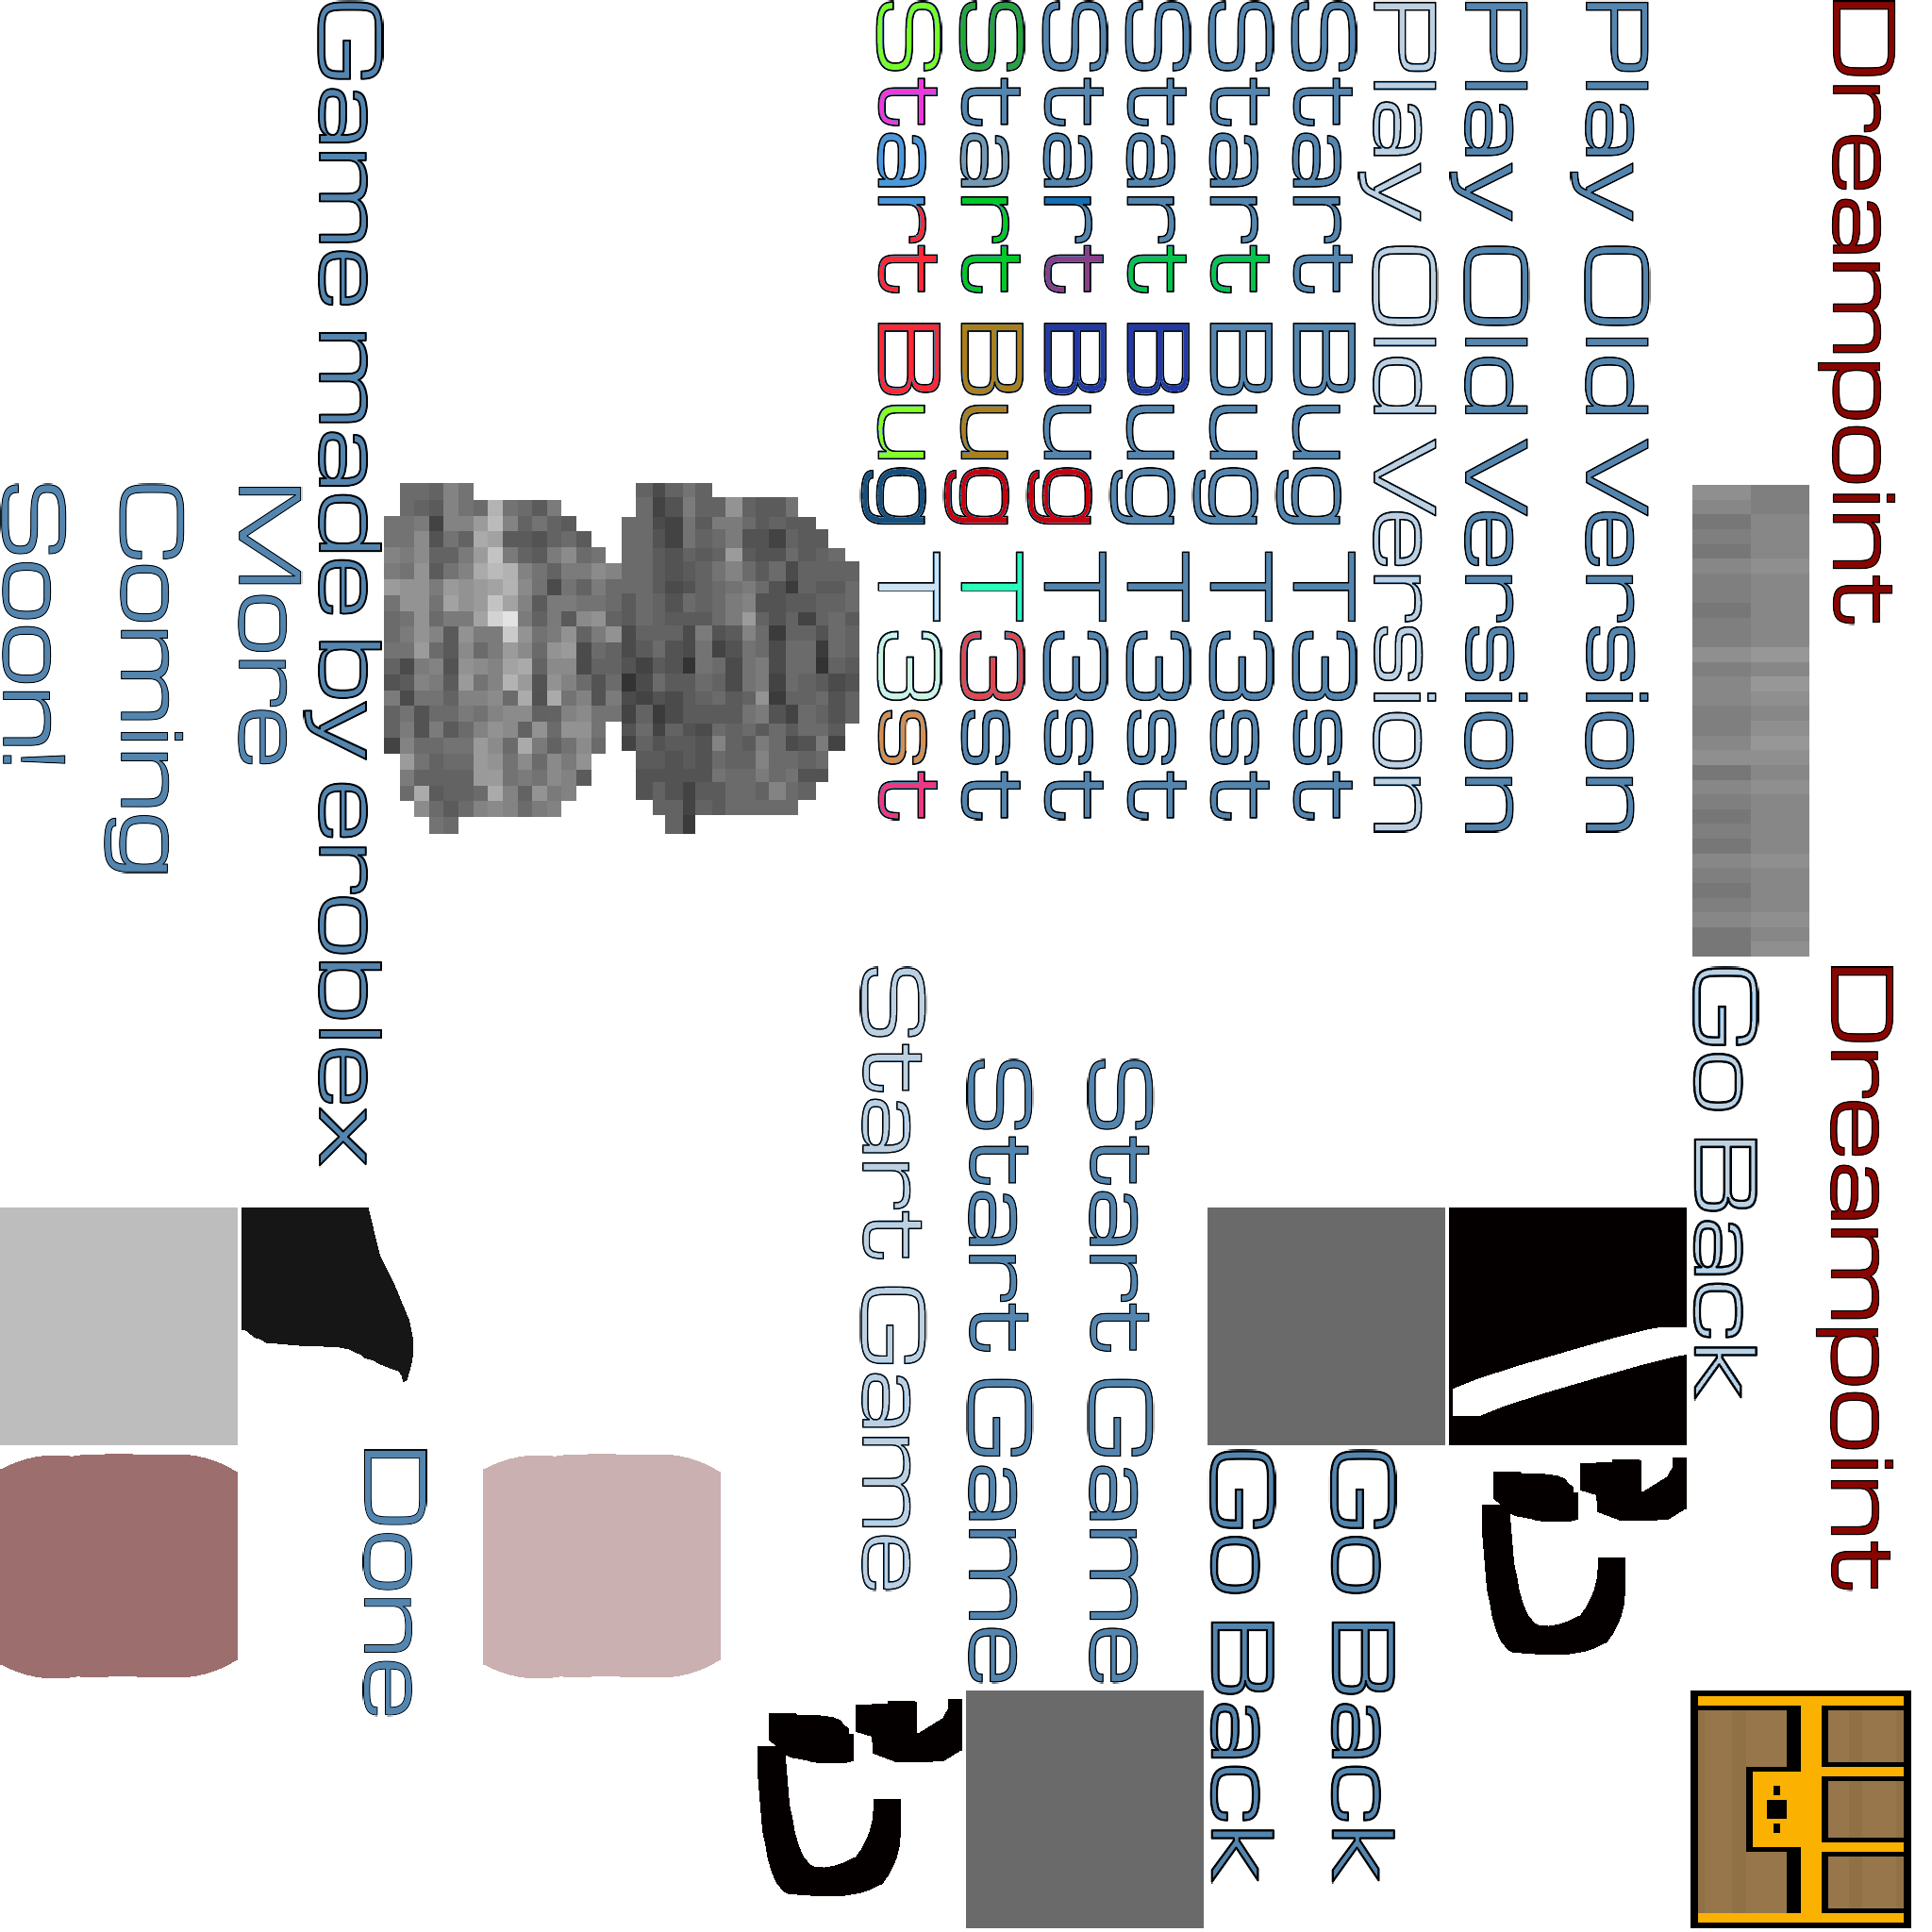 Dreampoint
Dreampoint
Play Old Version
Play Old Version
Play Old Version
Go Back
Start Bug T3st
Start Bug T3st
Start Bug T3st
Start Bug T3st
Start Bug T3st
Start Bug T3st
Go Back
Go Back
Start Game
Start Game
Start Game
Game made by eroblex
Done
More
Coming
Soon!